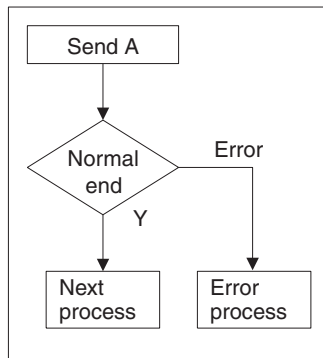 Send A
Normal
end
Error
Y
Next
process
Error
process